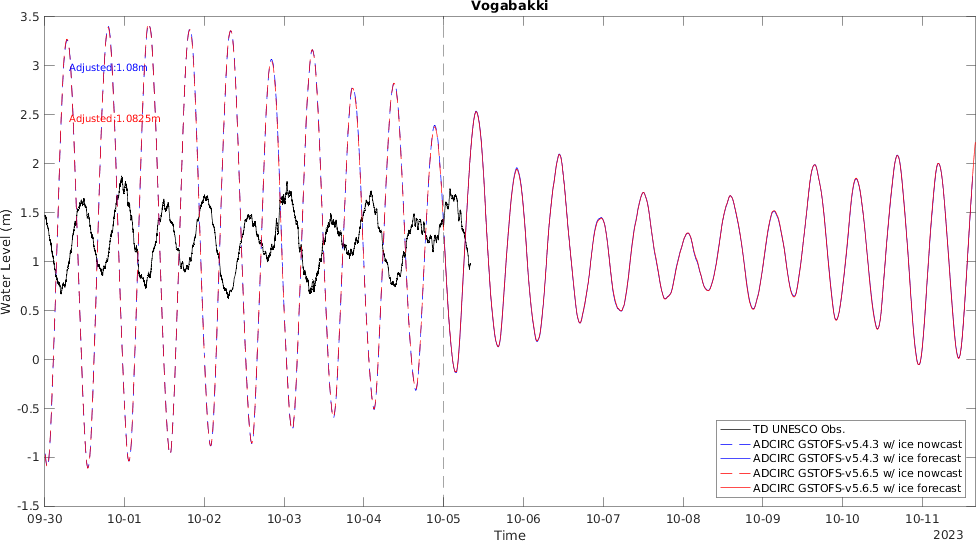 Vogabakki
Water Level (m)
3.5
3
2.5
2
1.5
1
0.5
0
-0.5
-1
-1.5
Adjusted:1.08m
Adjusted:1.0825m
TD UNESCO Obs.
ADCIRC GSTOFS-v5.4.3 w/ ice nowcast
ADCIRC GSTOFS-v5.4.3 w/ ice forecast
ADCIRC GSTOFS-v5.6.5 w/ ice nowcast
ADCIRC GSTOFS-v5.6.5 w/ ice forecast
09-30 10-01 10-02 10-03 10-04 10-05 10-06 10-07 10-08 10-09 10-10 10-11
Time
2023